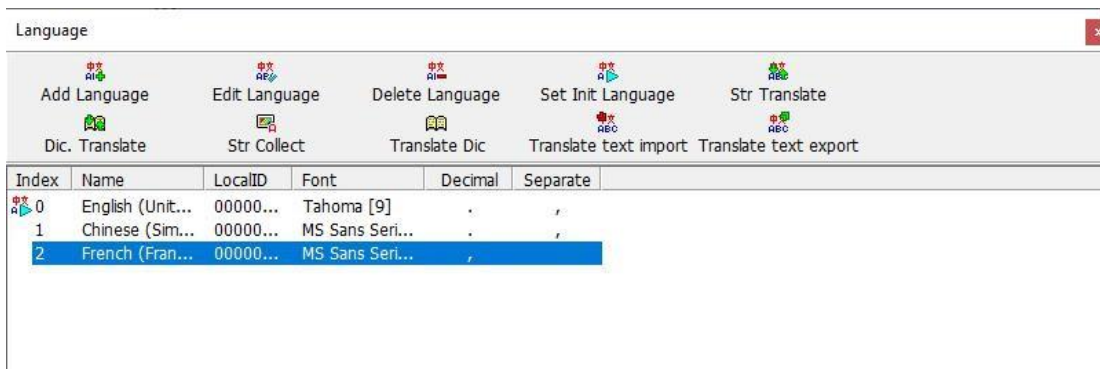 Language
Add Language Edit Language Delete Language Set Init Language Str Translate
Dic. Translate Str Collect Translate Dic Translate text import Translate text export
Index Name LocalID Font Decimal Separate
0 English (Unit... 00000... Tahoma [9] . ,
1 Chinese (Sim... 00000... MS Sans Seri... . ,
2 French (Fran... 00000... MS Sans Seri... ,